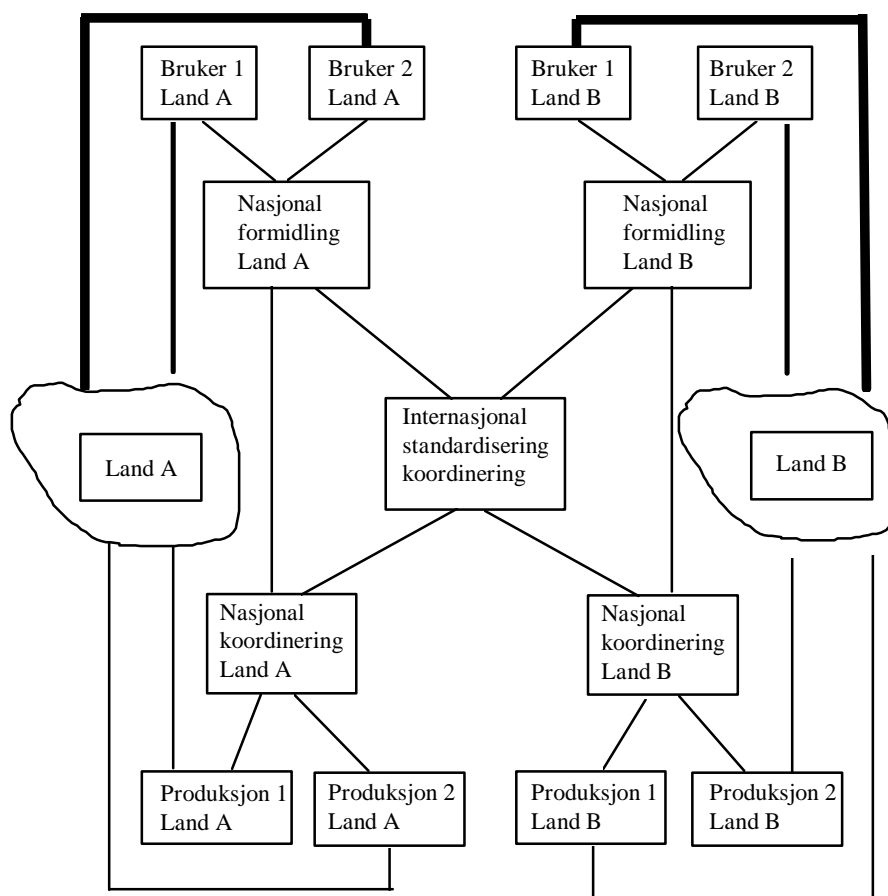 Bruker 1
Land A
Bruker 2
Land A
Bruker 1
Land B
Bruker 2
Land B
Nasjonal
formidling
Land A
Nasjonal
formidling
Land B
Internasjonal
standardisering
koordinering
Land A
Land B
Nasjonal
koordinering
Land A
Nasjonal
koordinering
Land B
Produksjon 1
Land A
Produksjon 2
Land A
Produksjon 1
Land B
Produksjon 2
Land B